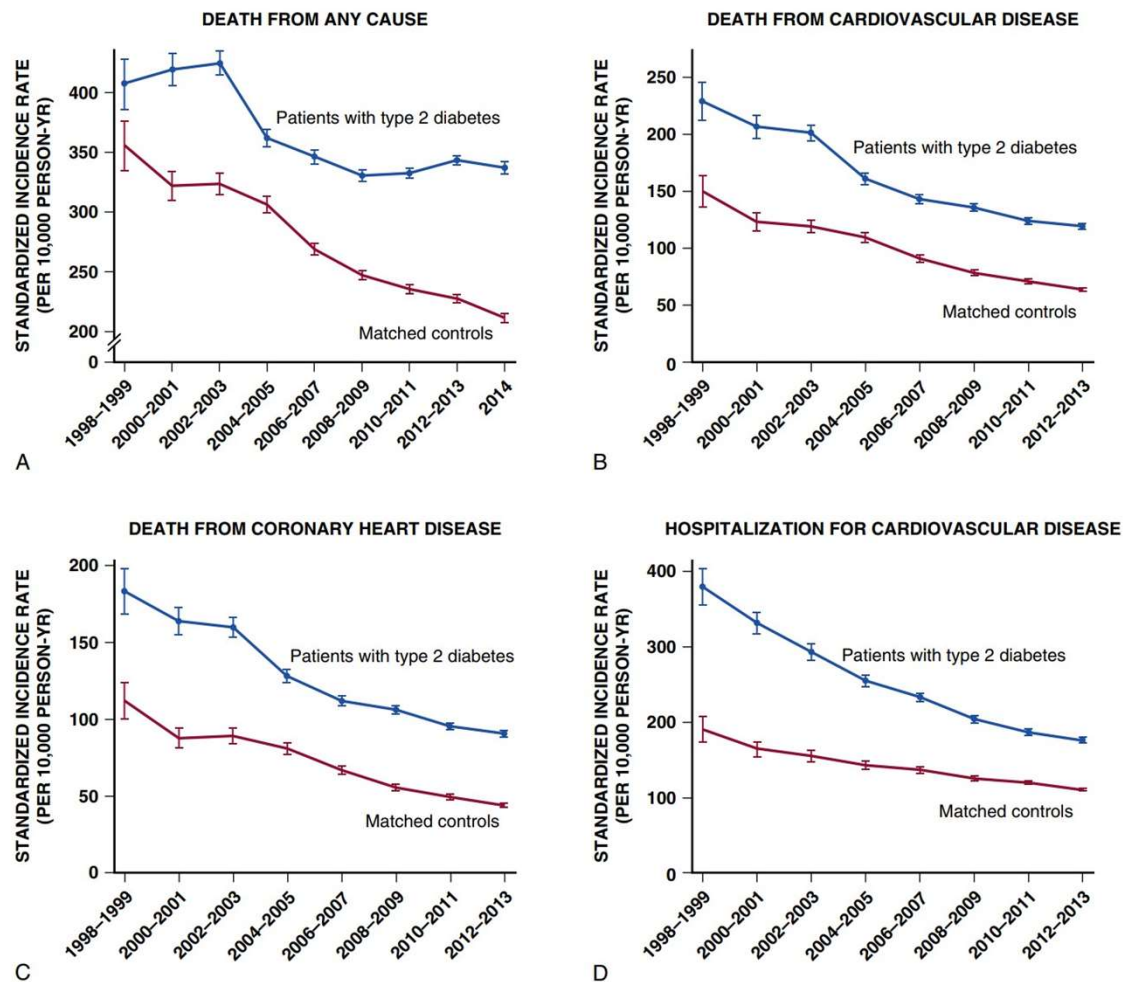 DEATH FROM ANY CAUSE
STANDARDIZED INCIDENCE RATE
(PER 10,000 PERSON-YR)
400
350
300
250
200
0
Patients with type 2 diabetes
Matched controls
1998–1999
2000–2001
2002–2003
2004–2005
2006–2007
2008–2009
2010–2011
2012–2013
2014
A
DEATH FROM CARDIOVASCULAR DISEASE
STANDARDIZED INCIDENCE RATE
(PER 10,000 PERSON-YR)
250
200
150
100
50
0
Patients with type 2 diabetes
Matched controls
1998–1999
2000–2001
2002–2003
2004–2005
2006–2007
2008–2009
2010–2011
2012–2013
B
DEATH FROM CORONARY HEART DISEASE
STANDARDIZED INCIDENCE RATE
(PER 10,000 PERSON-YR)
200
150
100
50
0
Patients with type 2 diabetes
Matched controls
1998–1999
2000–2001
2002–2003
2004–2005
2006–2007
2008–2009
2010–2011
2012–2013
C
HOSPITALIZATION FOR CARDIOVASCULAR DISEASE
STANDARDIZED INCIDENCE RATE
(PER 10,000 PERSON-YR)
400
300
200
100
0
Patients with type 2 diabetes
Matched controls
1998–1999
2000–2001
2002–2003
2004–2005
2006–2007
2008–2009
2010–2011
2012–2013
D